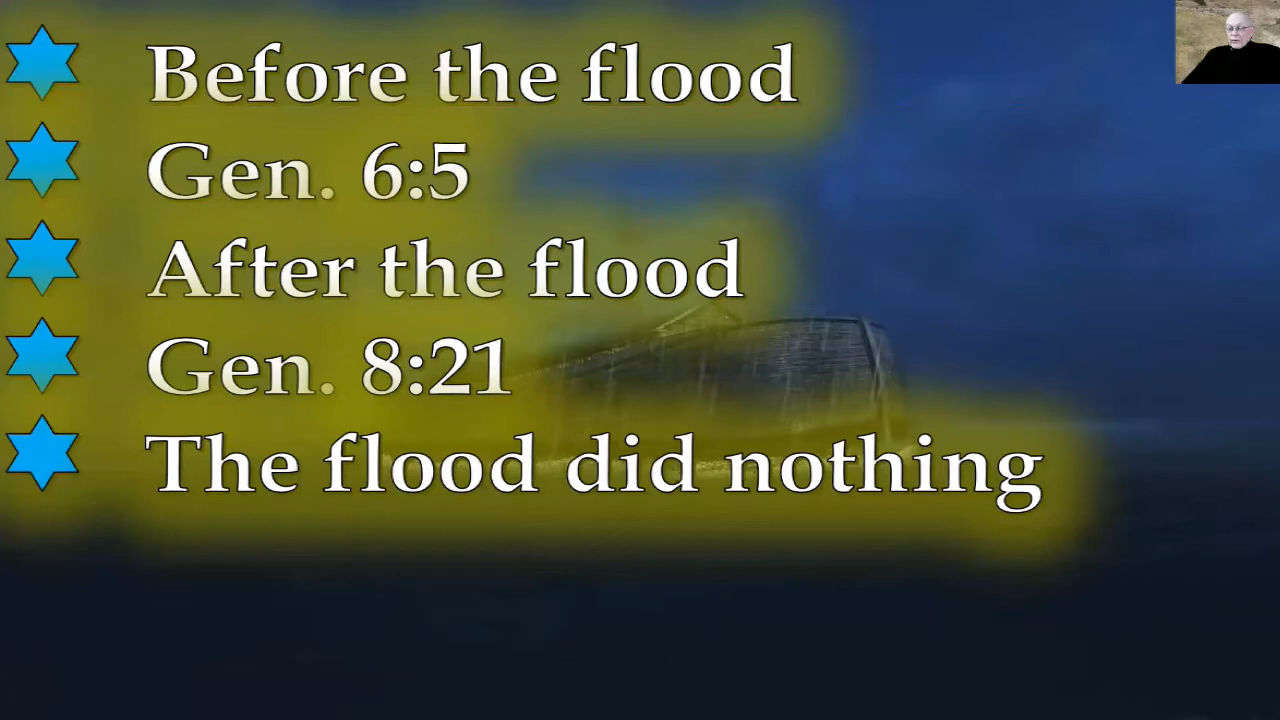 Before the flood
Gen. 6:5
After the flood
Gen. 8:21
The flood did nothing